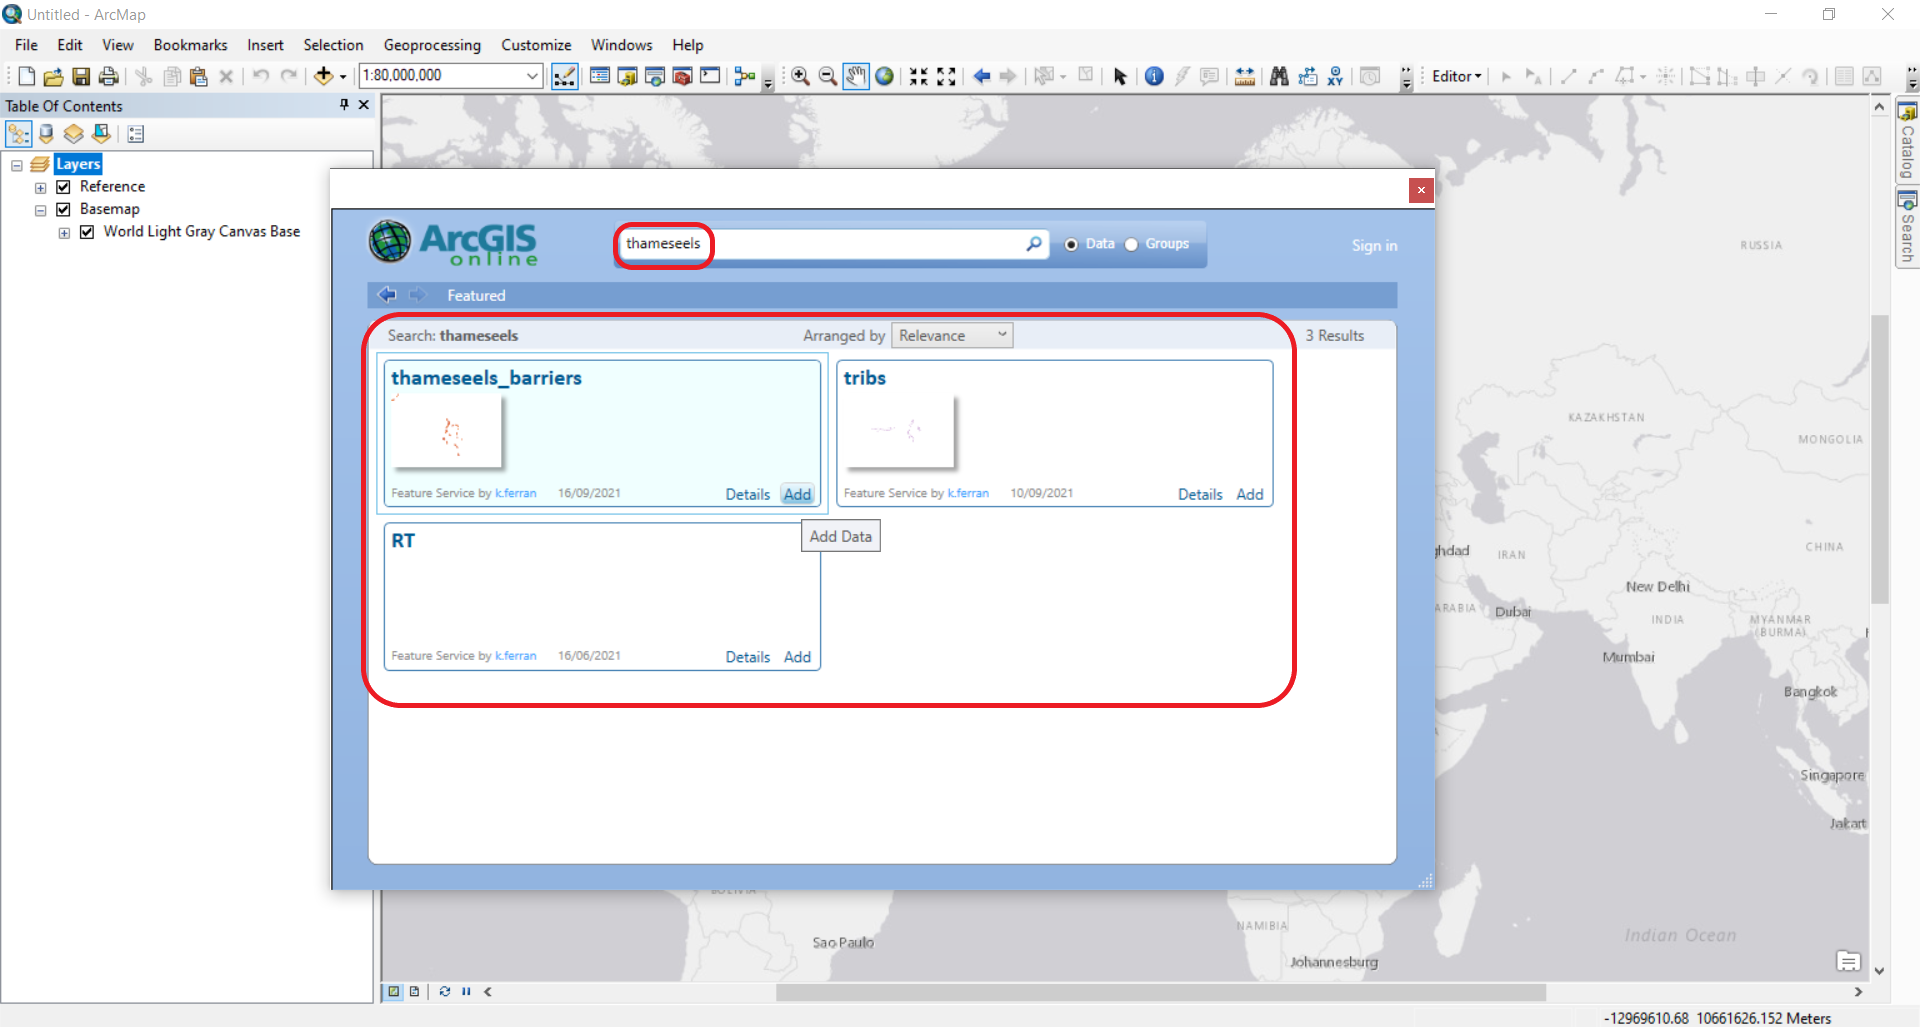 Untitled - ArcMap
File Edit View Bookmarks Insert Selection Geoprocessing Customize Windows Help
1:80,000,000
XY
Editor
Table Of Contents
Layers
Reference
Basemap
World Light Gray Canvas Base
Catalog
Search
ArcGIS
online
thameseels
Data Groups
Sign in
Featured
Search: thameseels
Arranged by Relevance
3 Results
thameseels_barriers
Feature Service by k.ferran 16/09/2021 Details Add
tribs
Feature Service by k.ferran 10/09/2021 Details Add
Add Data
RT
Feature Service by k.ferran 16/06/2021 Details Add
RUSSIA
KAZAKHSTAN
MONGOLIA
CHINA
ghdad
IRAN
New Delhi
ARABIA
Dubai
INDIA
MYANMAR
(BURMA)
Mumbai
Bangkok
Singapore
Jakart
BOLIVIA
NAMIBIA
Sao Paulo
Johannesburg
Indian Ocean
-12969610.68 10661626.152 Meters